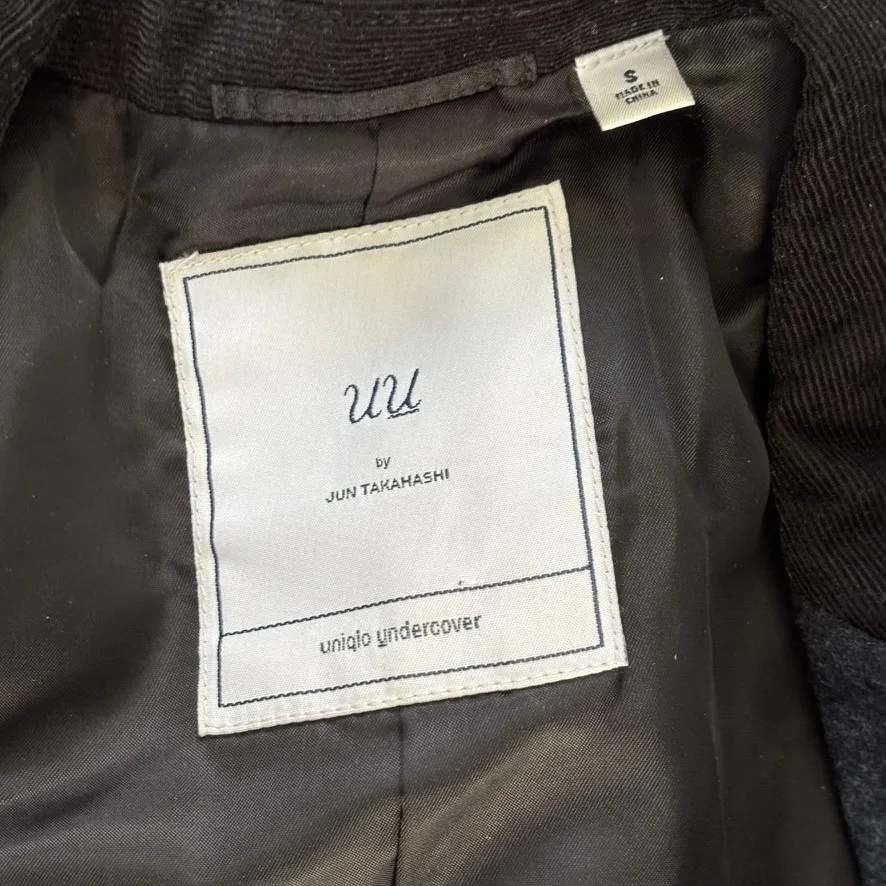 S
MADE IN
CHINA
uu
by
JUN TAKAHASHI
uniqlo undercover